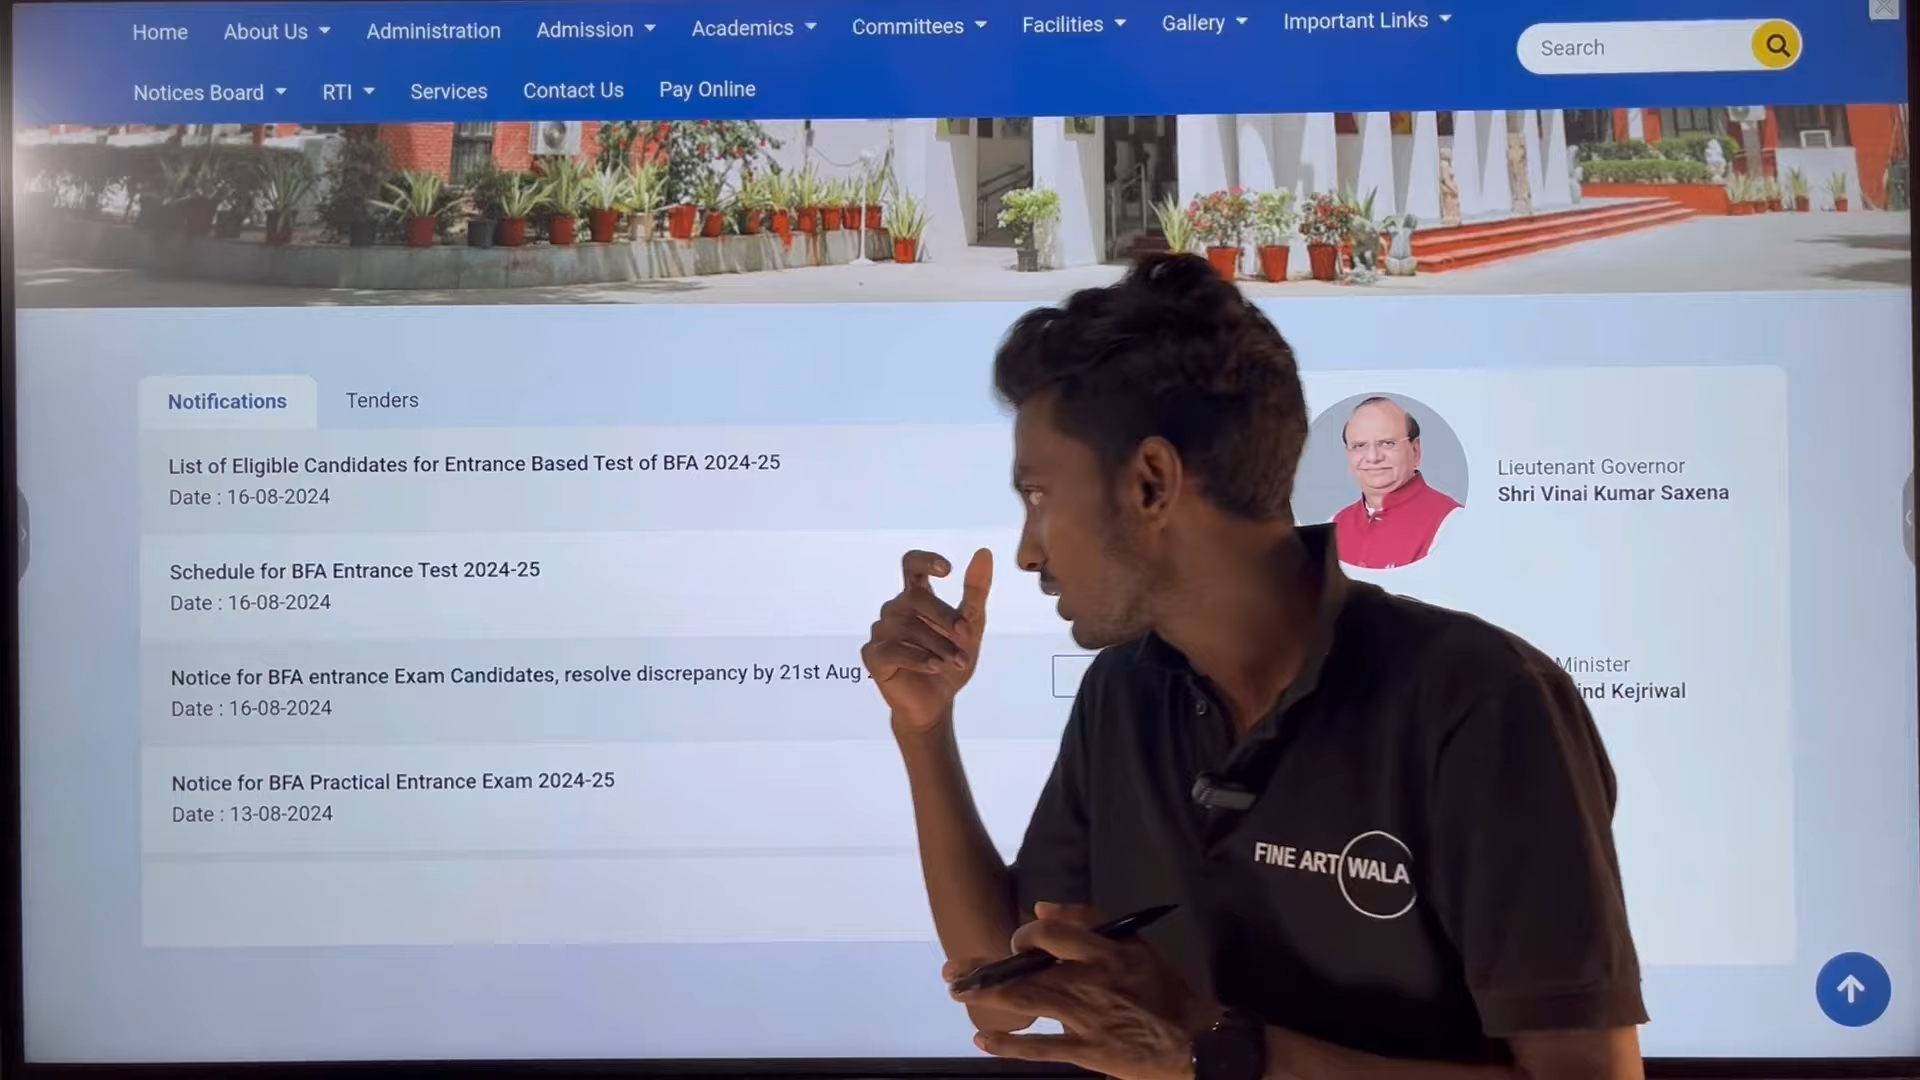 Home About Us Administration Admission Academics Committees Facilities Gallery Important Links
Search
Notices Board RTI Services Contact Us Pay Online
Notifications Tenders
List of Eligible Candidates for Entrance Based Test of BFA 2024-25
Date : 16-08-2024
Schedule for BFA Entrance Test 2024-25
Date : 16-08-2024
Notice for BFA entrance Exam Candidates, resolve discrepancy by 21st Aug
Date : 16-08-2024
Notice for BFA Practical Entrance Exam 2024-25
Date : 13-08-2024
Lieutenant Governor
Shri Vinai Kumar Saxena
Minister
Kejriwal
FINE ART WALA